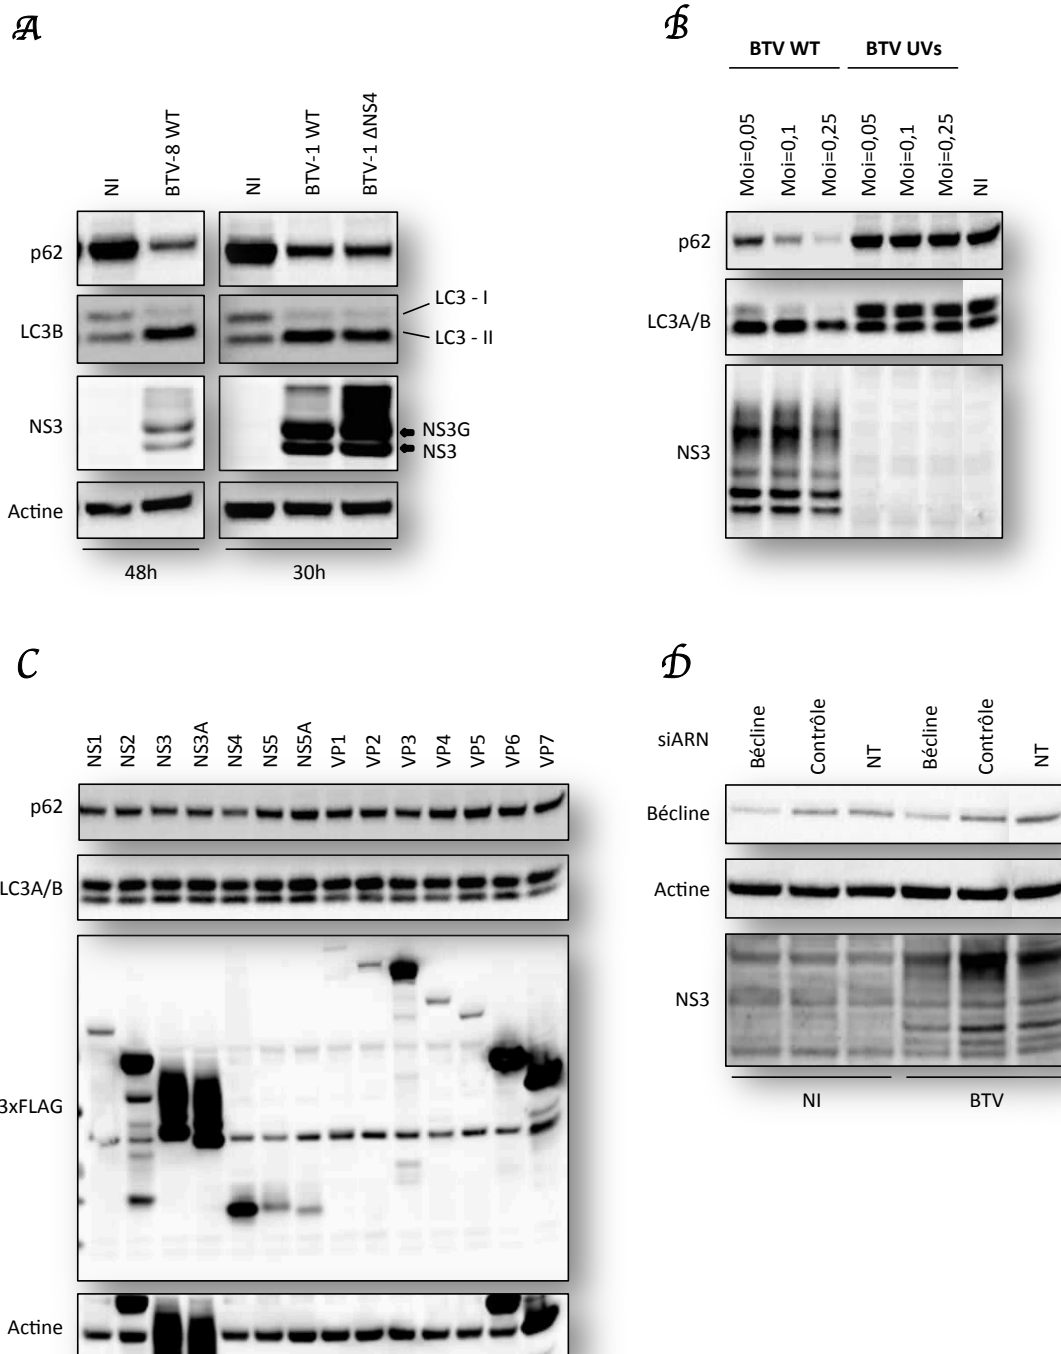 A
NI
BTV-8 WT
NI
BTV-1 WT
BTV-1 ΔNS4
p62
LC3B
LC3 - I
LC3 - II
NS3
NS3G
NS3
Actine
48h
30h
B
BTV WT
BTV UVs
Moi=0,05
Moi=0,1
Moi=0,25
Moi=0,05
Moi=0,1
Moi=0,25
NI
p62
LC3A/B
NS3
C
NS1
NS2
NS3
NS3A
NS4
NS5
NS5A
VP1
VP2
VP3
VP4
VP5
VP6
VP7
p62
LC3A/B
3xFLAG
Actine
D
siARN
Bécline
Contrôle
NT
Bécline
Contrôle
NT
Bécline
Actine
NS3
NI
BTV